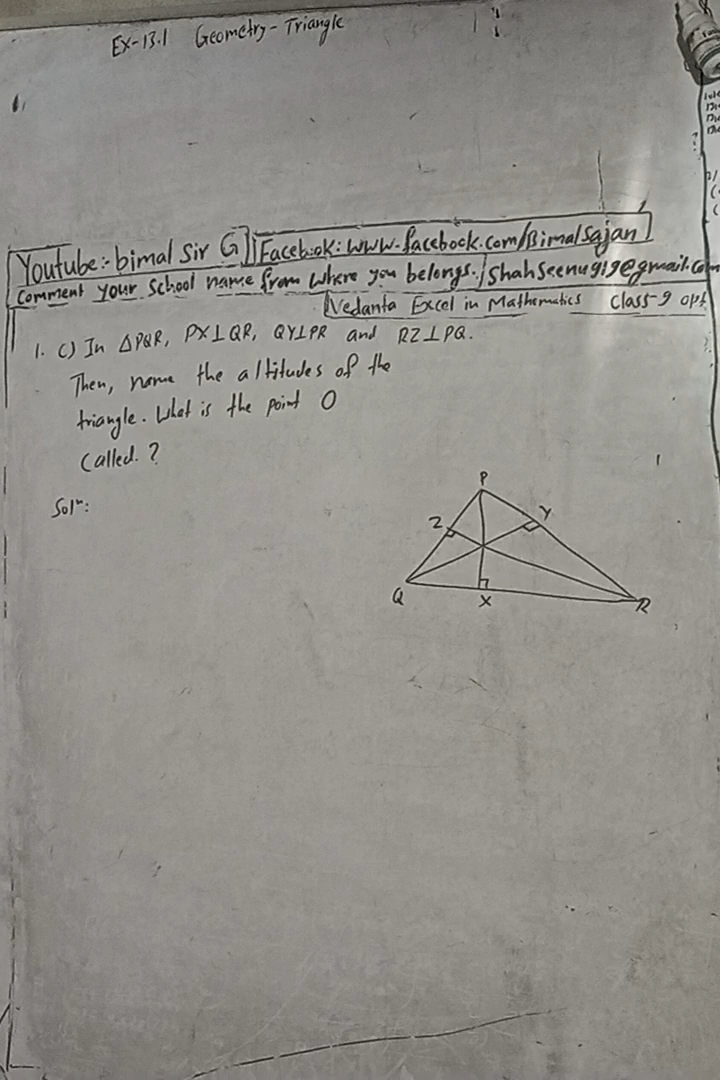 Ex-13.1 Geometry - Triangle
Youtube:- bimal Sir G
Facebook: www.facebook.com/BimalSajan
Comment your School name from where you belongs.
Shahseenu919@gmail.com
Vedanta Excel in Mathematics Class-9 opt
1. C) In △PQR, PX⊥QR, QY⊥PR and RZ⊥PQ.
Then, name the altitudes of the
triangle. What is the point O
Called.?
Solⁿ:
P
Z
Y
Q
X
R